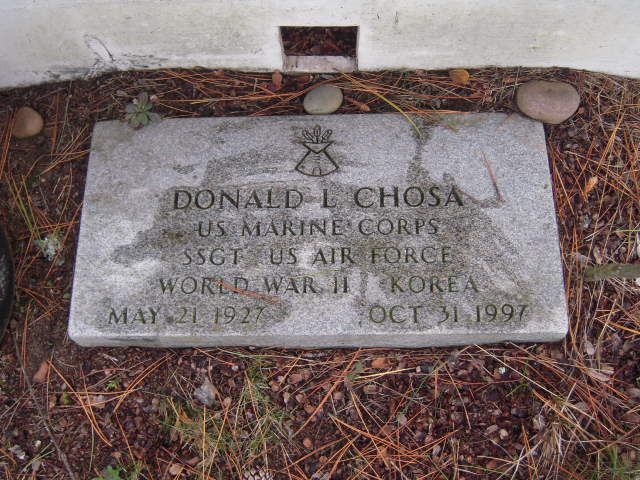 DONALD L CHOSA
US MARINE CORPS
SSGT US AIR FORCE
WORLD WAR II KOREA
MAY 21 1927 OCT 31 1997